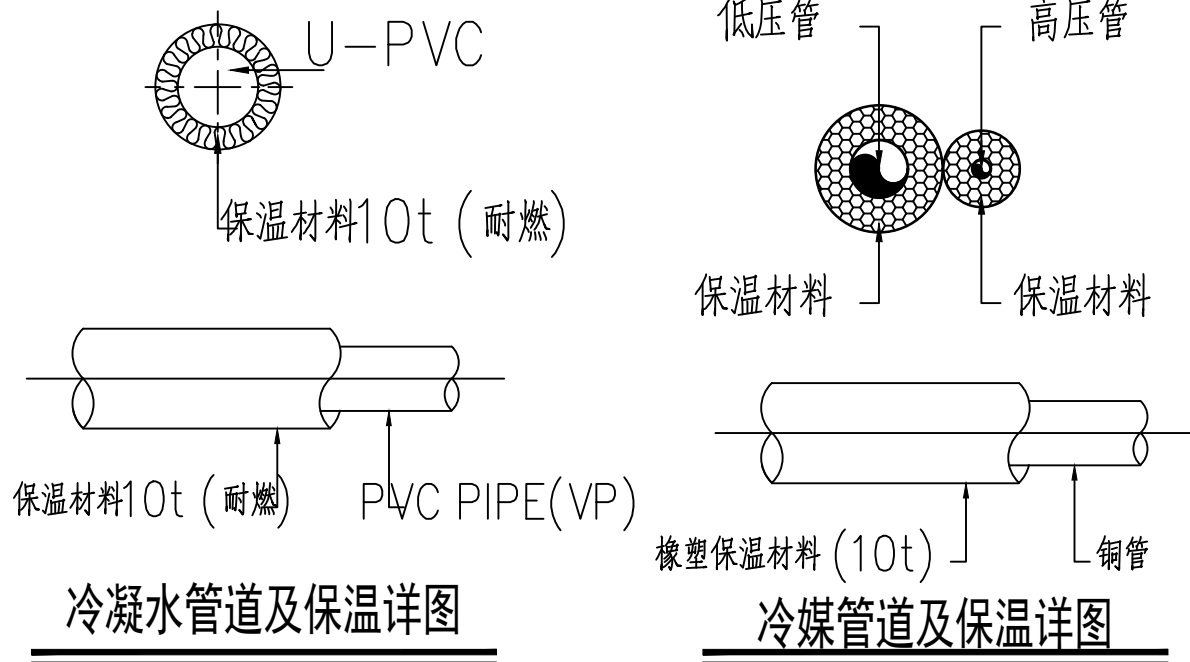 U-PVC
保温材料10t (耐燃)
保温材料10t (耐燃)
PVC PIPE(VP)
冷凝水管道及保温详图
低压管
高压管
保温材料
保温材料
橡塑保温材料 (10t)
铜管
冷媒管道及保温详图